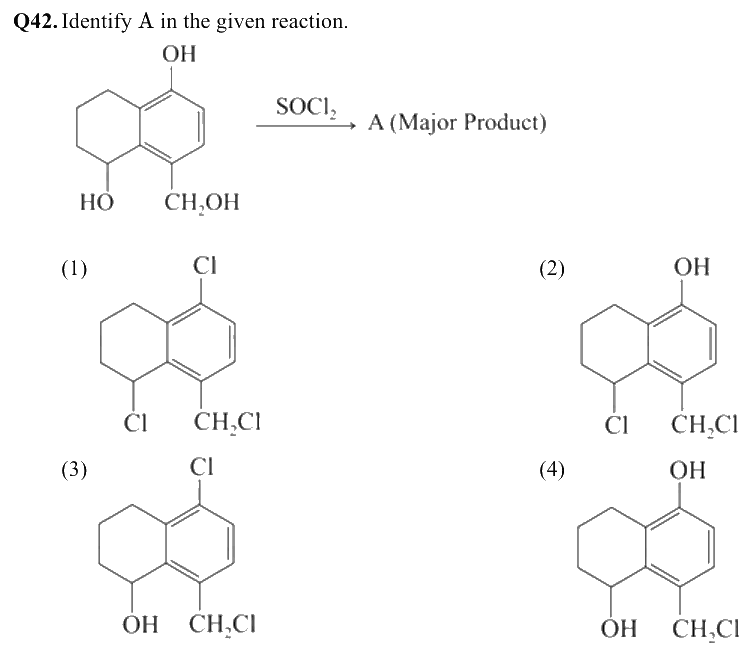 Q42. Identify A in the given reaction.
OH
SOCl₂
A (Major Product)
HO CH₂OH
(1) Cl (2) OH
Cl CH₂Cl Cl CH₂Cl
(3) Cl (4) OH
OH CH₂Cl OH CH₂Cl